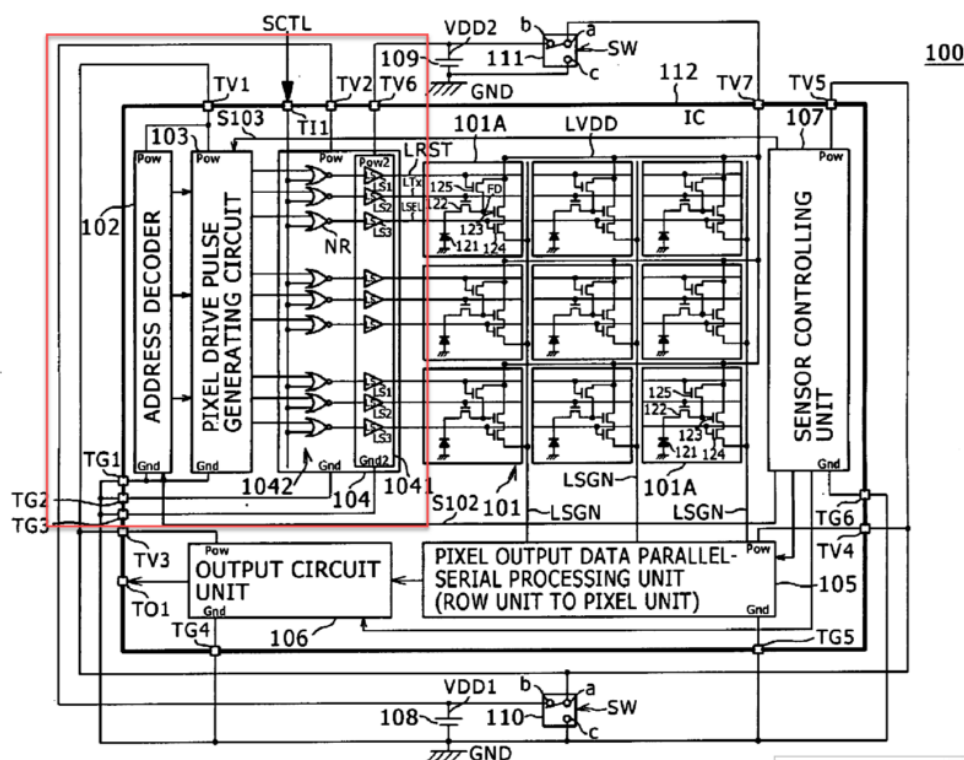 SCTL
VDD2
b
a
109
111
SW
c
GND
100
TV1
TV2
TV6
112
TV7
TV5
TI1
IC
107
103
S103
101A
LVDD
LRST
Pow
Pow
Pow
Pow2
Pow
102
LS1
LTx
LS2
LSEL
LS3
125
FD
122
123
121
124
NR
ADDRESS DECODER
PIXEL DRIVE PULSE
GENERATING CIRCUIT
SENSOR CONTROLLING
UNIT
LS1
LS2
LS3
125
122
123
121
124
Gnd
Gnd
Gnd
Gnd2
Gnd
TG1
TG2
TG3
1042
104
1041
S102
101
LSGN
LSGN
LSGN
101A
TG6
TV3
TV4
Pow
OUTPUT CIRCUIT
UNIT
Gnd
PIXEL OUTPUT DATA PARALLEL-
SERIAL PROCESSING UNIT
(ROW UNIT TO PIXEL UNIT)
Pow
Gnd
105
TO1
TG4
106
TG5
VDD1
b
a
108
110
SW
c
GND